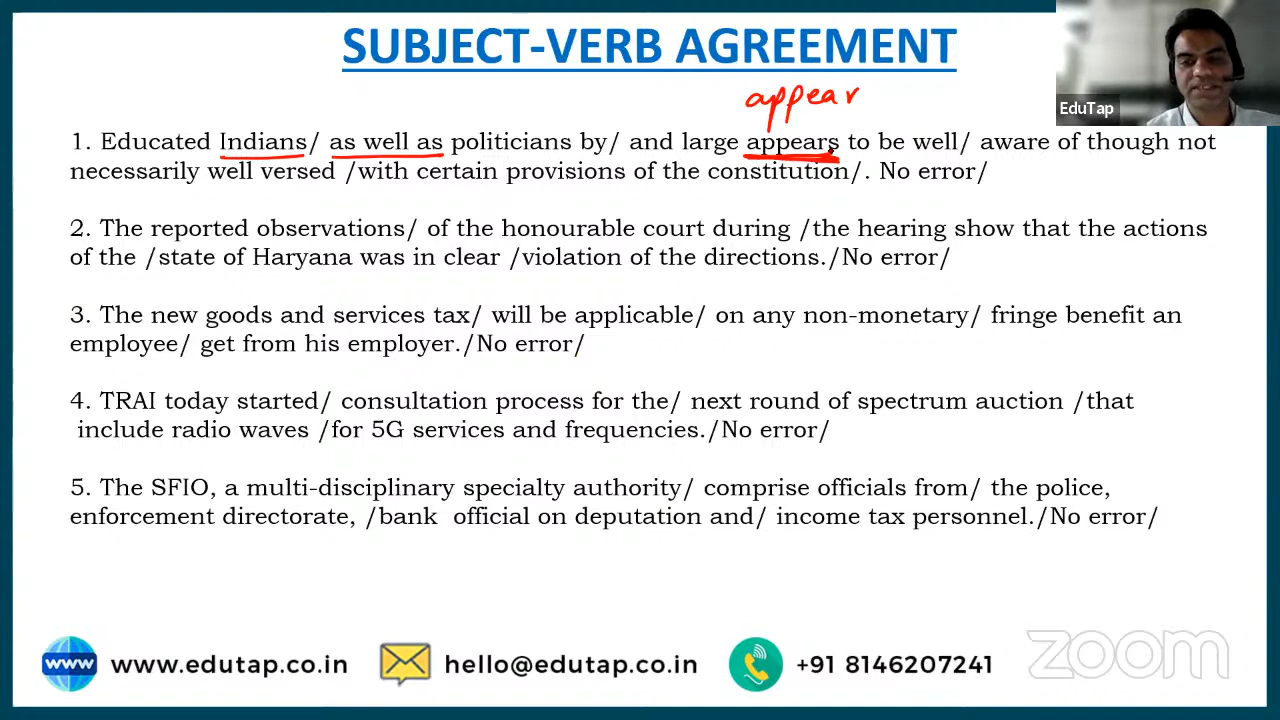 SUBJECT-VERB AGREEMENT
EduTap
appear
1. Educated Indians/ as well as politicians by/ and large appears to be well/ aware of though not
necessarily well versed /with certain provisions of the constitution/. No error/
2. The reported observations/ of the honourable court during /the hearing show that the actions
of the /state of Haryana was in clear /violation of the directions./No error/
3. The new goods and services tax/ will be applicable/ on any non-monetary/ fringe benefit an
employee/ get from his employer./No error/
4. TRAI today started/ consultation process for the/ next round of spectrum auction /that
include radio waves /for 5G services and frequencies./No error/
5. The SFIO, a multi-disciplinary specialty authority/ comprise officials from/ the police,
enforcement directorate, /bank official on deputation and/ income tax personnel./No error/
www www.edutap.co.in hello@edutap.co.in +91 8146207241 zoom